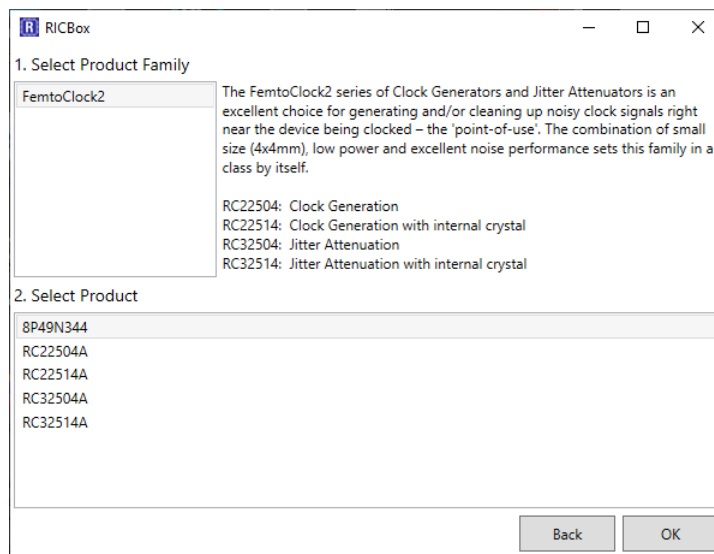 RICBox
1. Select Product Family
FemtoClock2
The FemtoClock2 series of Clock Generators and Jitter Attenuators is an
excellent choice for generating and/or cleaning up noisy clock signals right
near the device being clocked – the 'point-of-use'. The combination of small
size (4x4mm), low power and excellent noise performance sets this family in a
class by itself.
RC22504:  Clock Generation
RC22514:  Clock Generation with internal crystal
RC32504:  Jitter Attenuation
RC32514:  Jitter Attenuation with internal crystal
2. Select Product
8P49N344
RC22504A
RC22514A
RC32504A
RC32514A
Back
OK